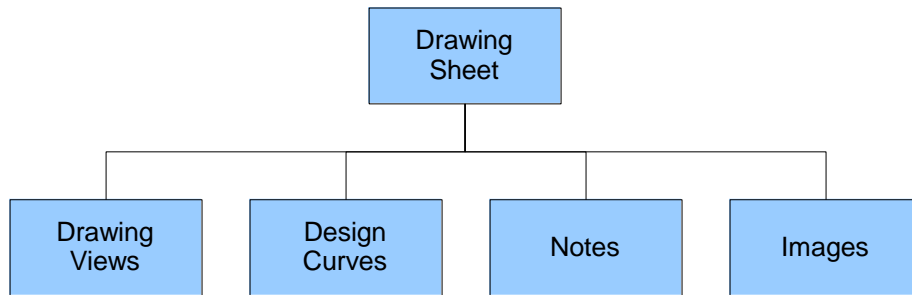 Drawing
Sheet
Drawing
Views
Design
Curves
Notes
Images